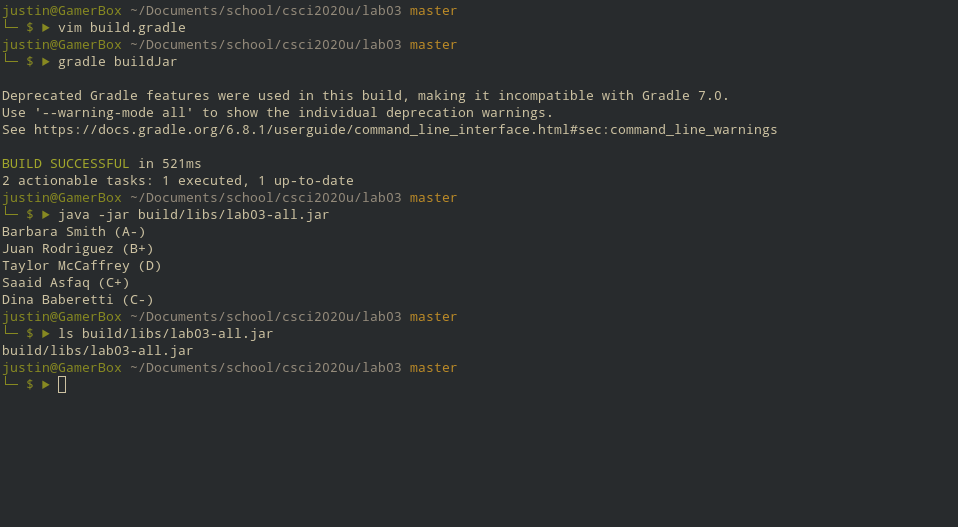 justin@GamerBox ~/Documents/school/csci2020u/lab03 master
└─ $ ▶ vim build.gradle
justin@GamerBox ~/Documents/school/csci2020u/lab03 master
└─ $ ▶ gradle buildJar
Deprecated Gradle features were used in this build, making it incompatible with Gradle 7.0.
Use '--warning-mode all' to show the individual deprecation warnings.
See https://docs.gradle.org/6.8.1/userguide/command_line_interface.html#sec:command_line_warnings
BUILD SUCCESSFUL in 521ms
2 actionable tasks: 1 executed, 1 up-to-date
justin@GamerBox ~/Documents/school/csci2020u/lab03 master
└─ $ ▶ java -jar build/libs/lab03-all.jar
Barbara Smith (A-)
Juan Rodriguez (B+)
Taylor McCaffrey (D)
Saaid Asfaq (C+)
Dina Baberetti (C-)
justin@GamerBox ~/Documents/school/csci2020u/lab03 master
└─ $ ▶ ls build/libs/lab03-all.jar
build/libs/lab03-all.jar
justin@GamerBox ~/Documents/school/csci2020u/lab03 master
└─ $ ▶